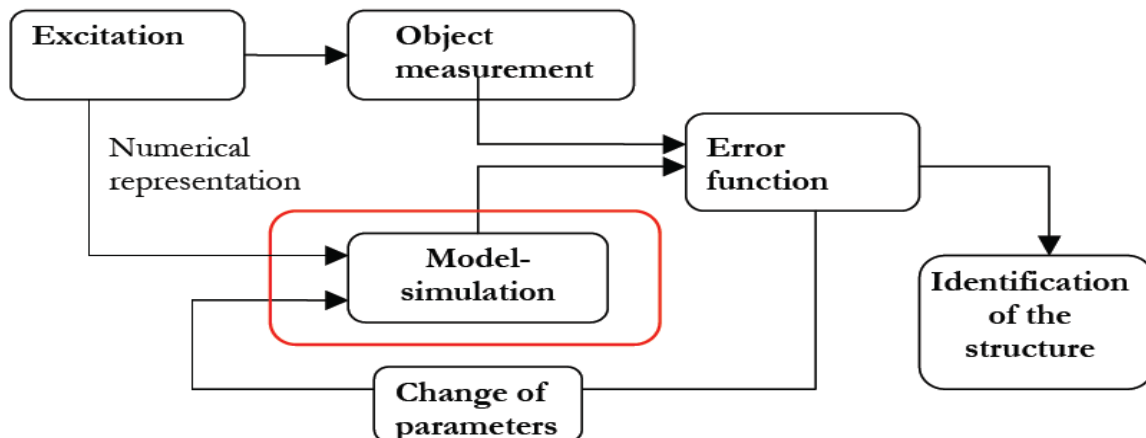 Excitation
Object
measurement
Numerical
representation
Error
function
Model-
simulation
Identification
of the
structure
Change of
parameters